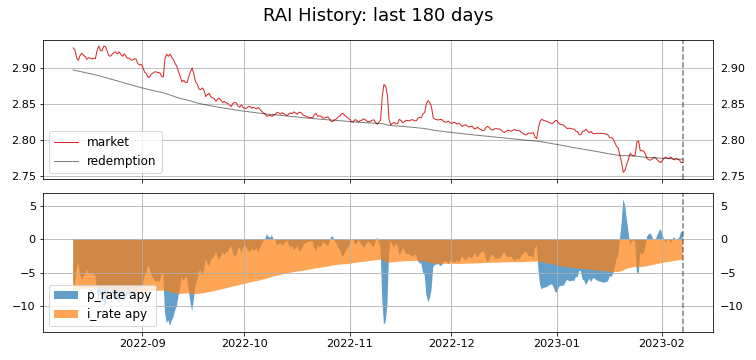 RAI History: last 180 days
2.90 2.90
2.85 2.85
2.80 2.80
2.75 2.75
market
redemption
5 5
0 0
−5 −5
−10 −10
p_rate apy
i_rate apy
2022-09 2022-10 2022-11 2022-12 2023-01 2023-02